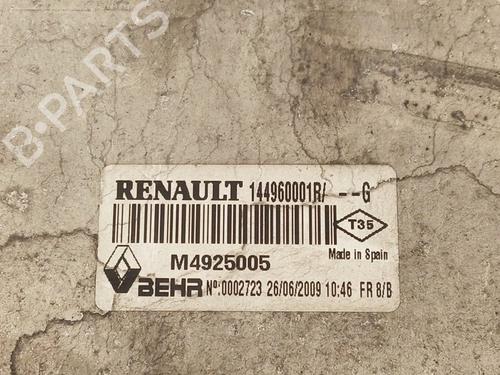 B-PARTS
RENAULT 144960001R/ --G
T35
M4925005 Made in Spain
BEHR Nº:0002723 26/06/2009 10:46 FR 8/B